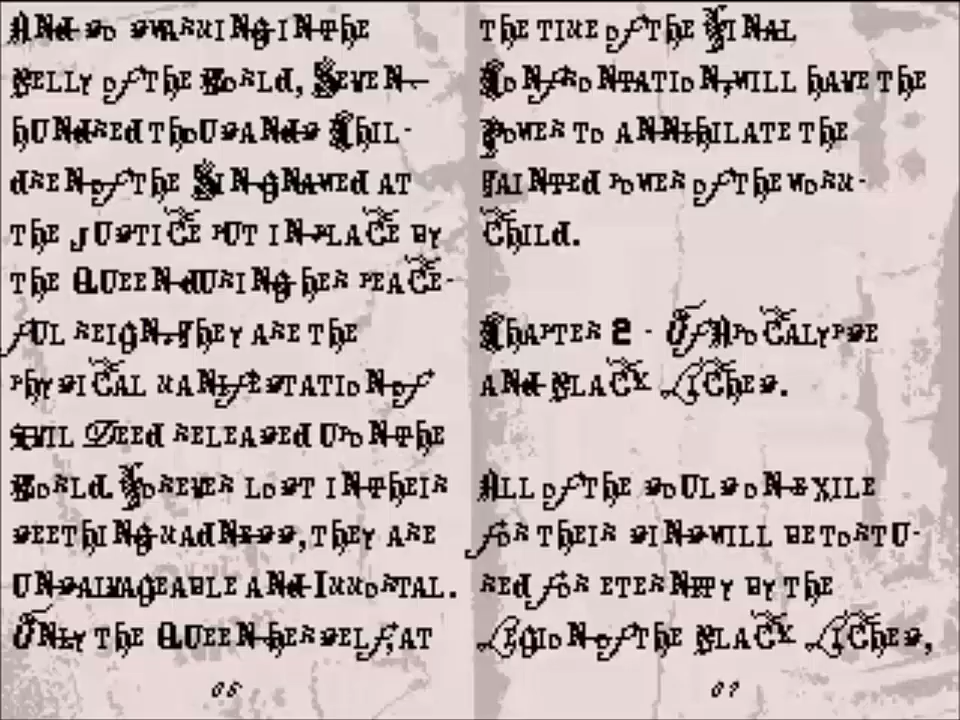 And so swarming in the
Belly of the World, Seven-
hundred thousands Chil-
dren of the Sin-gnawed at
the justice put in place by
the Queen during her peace-
ful reign. They are the
physical manifestation of
Evil Deed released upon the
World. Forever lost in their
seething madness, they are
unsalvageable and Immortal.
Only the Queen herself, at
06
the time of the Final
Confrontation, will have the
Power to annihilate the
tainted power of the worm-
Child.
Chapter 2 - Of Apocalypse
and Black Liches.
All of the souls on exile
for their sins will be tortu-
red for eternity by the
Legion of the Black Liches,
07